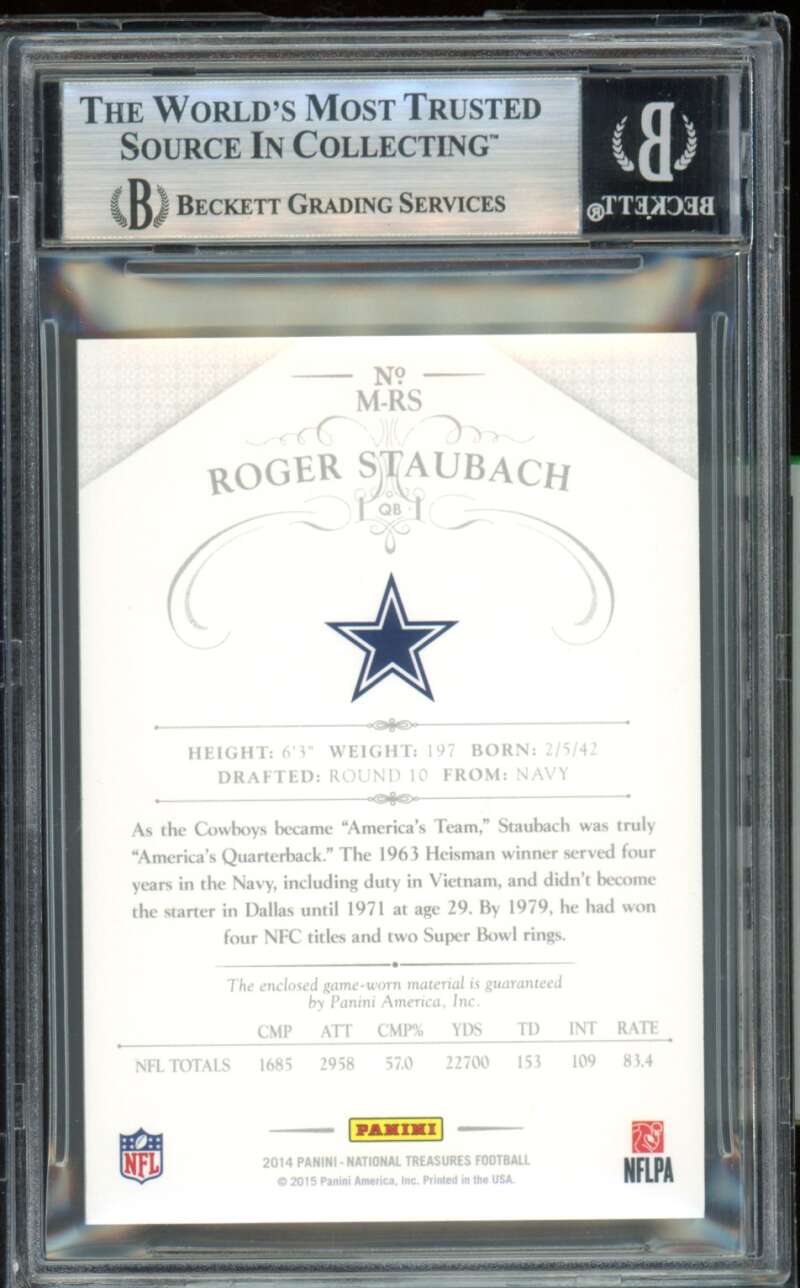 THE WORLD'S MOST TRUSTED
SOURCE IN COLLECTING™
B BECKETT GRADING SERVICES
B
BECKETT®
Nº
M-RS
ROGER STAUBACH
QB
HEIGHT: 6'3" WEIGHT: 197 BORN: 2/5/42
DRAFTED: ROUND 10 FROM: NAVY
As the Cowboys became “America's Team,” Staubach was truly
“America's Quarterback.” The 1963 Heisman winner served four
years in the Navy, including duty in Vietnam, and didn't become
the starter in Dallas until 1971 at age 29. By 1979, he had won
four NFC titles and two Super Bowl rings.
The enclosed game-worn material is guaranteed
by Panini America, Inc.
CMP ATT CMP% YDS TD INT RATE
NFL TOTALS 1685 2958 57.0 22700 153 109 83.4
PANINI
NFL
2014 PANINI - NATIONAL TREASURES FOOTBALL
© 2015 Panini America, Inc. Printed in the USA.
NFLPA